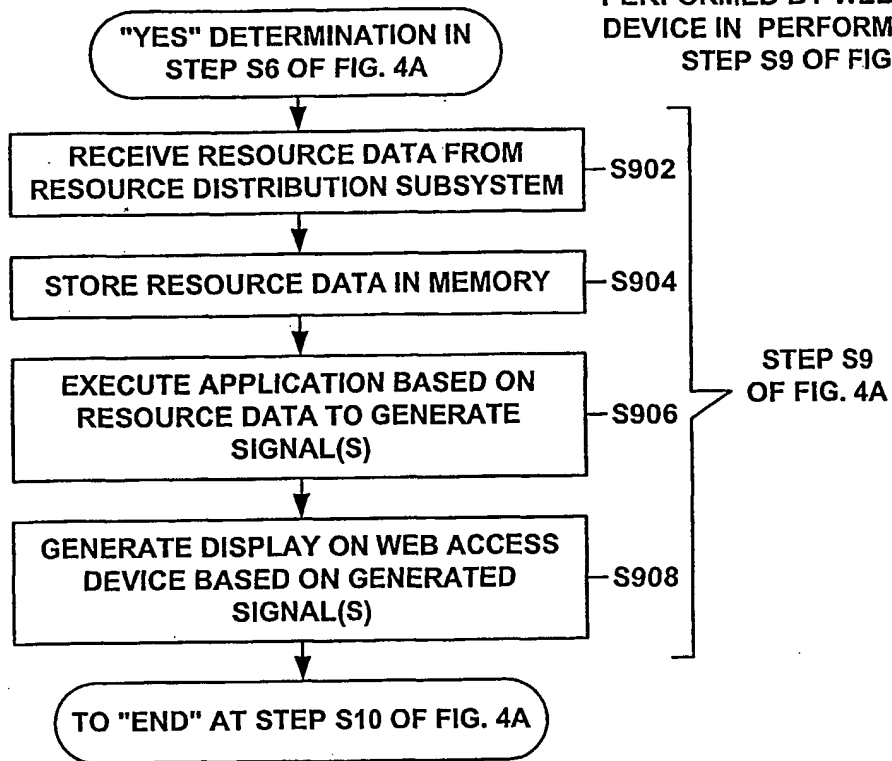 "YES" DETERMINATION IN
STEP S6 OF FIG. 4A
DEVICE IN PERFORM
STEP S9 OF FIG
RECEIVE RESOURCE DATA FROM
RESOURCE DISTRIBUTION SUBSYSTEM
S902
STORE RESOURCE DATA IN MEMORY
S904
EXECUTE APPLICATION BASED ON
RESOURCE DATA TO GENERATE
SIGNAL(S)
S906
STEP S9
OF FIG. 4A
GENERATE DISPLAY ON WEB ACCESS
DEVICE BASED ON GENERATED
SIGNAL(S)
S908
TO "END" AT STEP S10 OF FIG. 4A